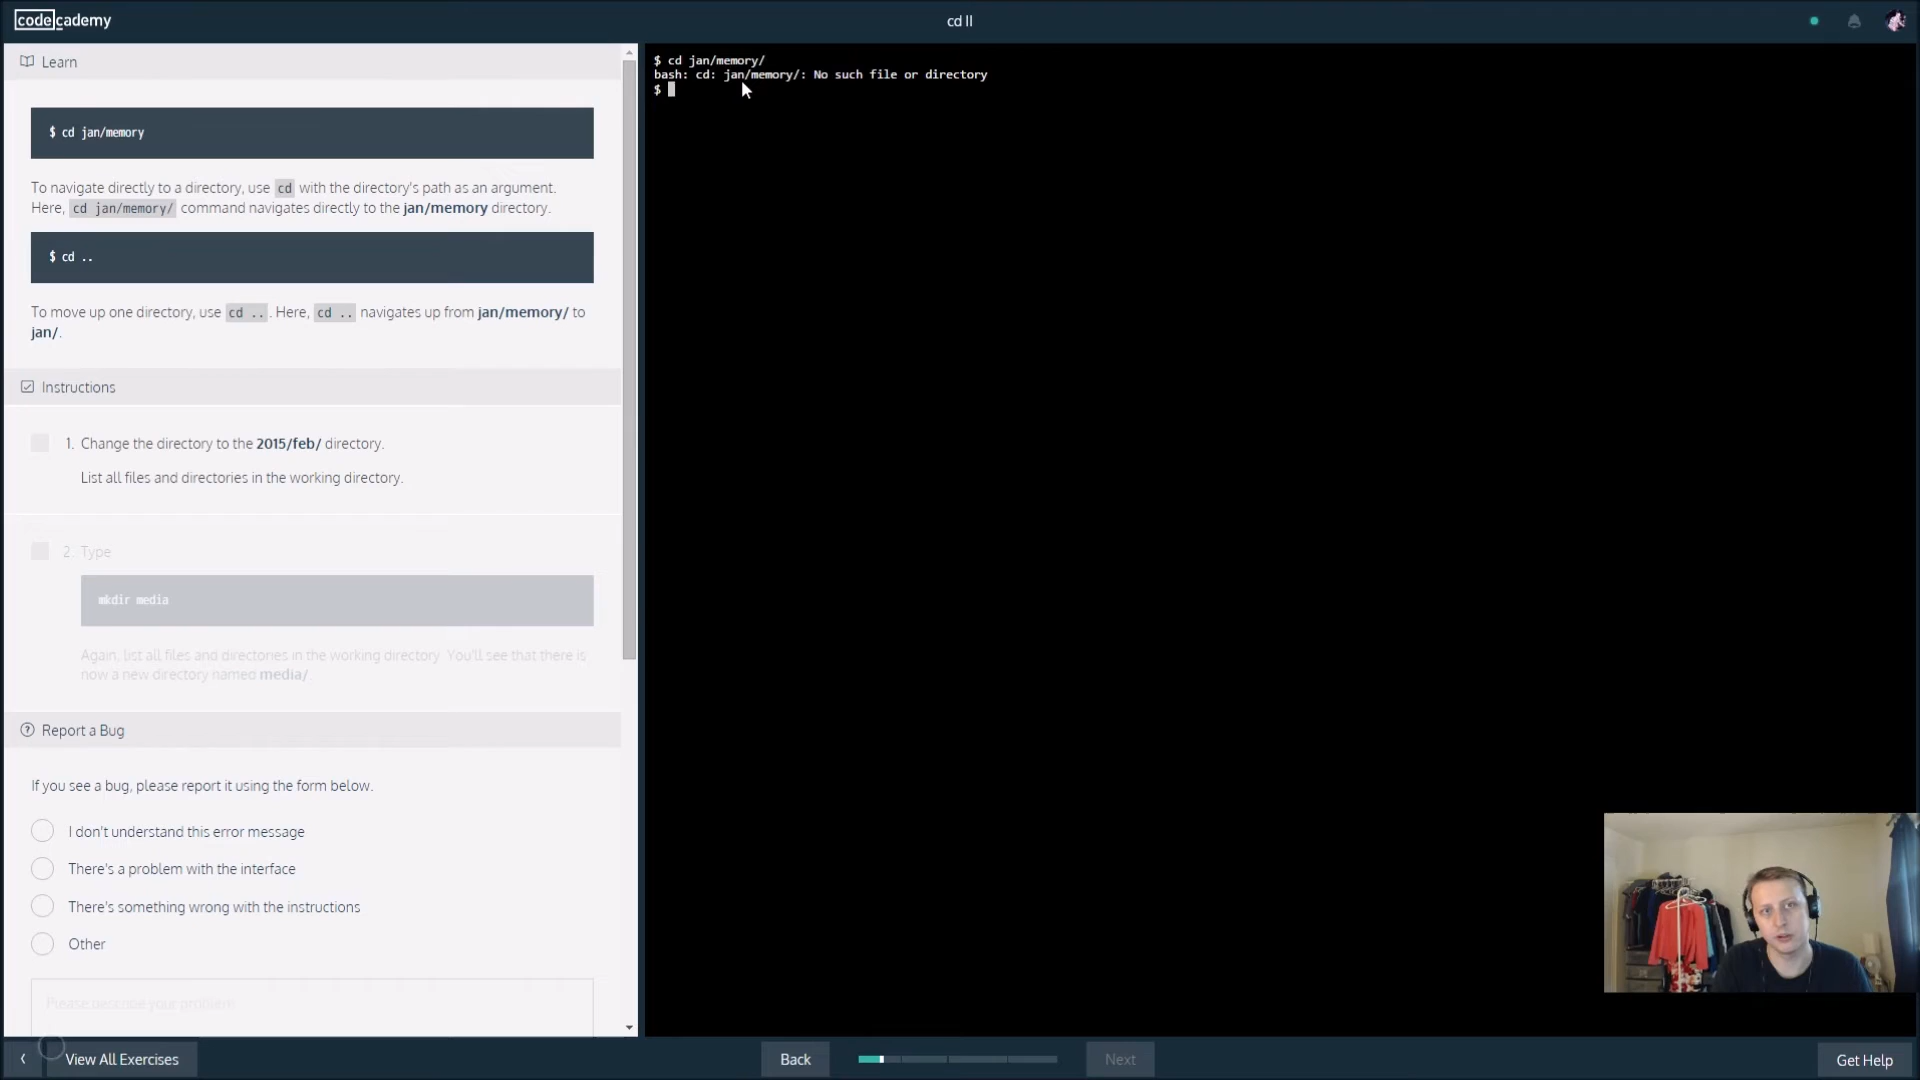 codecademy
cd II
Learn
$ cd jan/memory
To navigate directly to a directory, use cd with the directory's path as an argument.
Here, cd jan/memory/ command navigates directly to the jan/memory directory.
$ cd ..
To move up one directory, use cd ... Here, cd .. navigates up from jan/memory/ to
jan/.
Instructions
1. Change the directory to the 2015/feb/ directory.
List all files and directories in the working directory.
2. Type
mkdir media
Again, list all files and directories in the working directory. You'll see that there is
now a new directory named media/
Report a Bug
If you see a bug, please report it using the form below.
I don't understand this error message
There's a problem with the interface
There's something wrong with the instructions
Other
Please describe your problem
$ cd jan/memory/
bash: cd: jan/memory/: No such file or directory
$
View All Exercises
Back
Next
Get Help